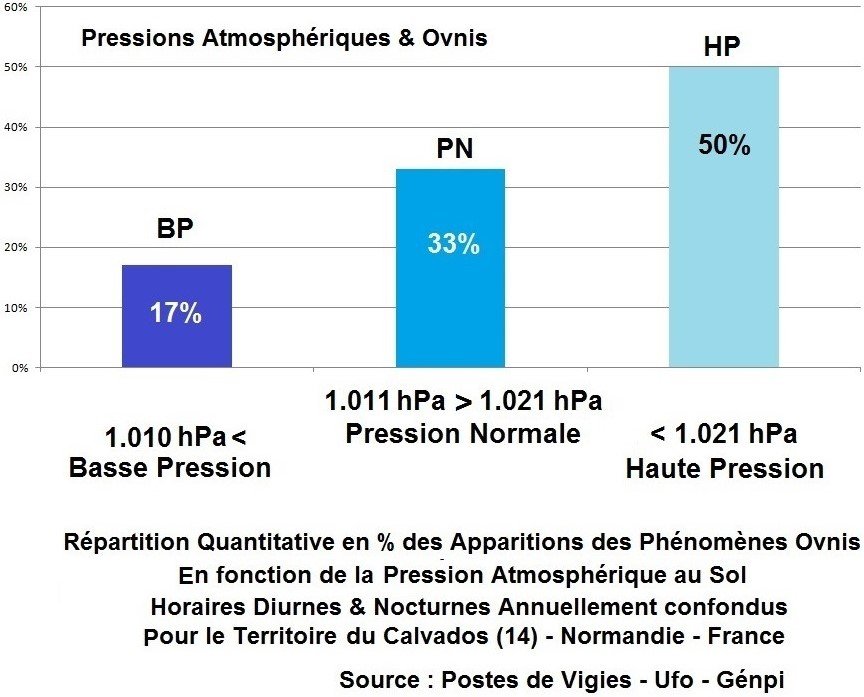 60%
Pressions Atmosphériques & Ovnis
HP
50%
50%
40%
PN
30%
33%
BP
20%
17%
10%
0%
1.011 hPa > 1.021 hPa
Pression Normale
1.010 hPa <
Basse Pression
< 1.021 hPa
Haute Pression
Répartition Quantitative en % des Apparitions des Phénomènes Ovnis
En fonction de la Pression Atmosphérique au Sol
Horaires Diurnes & Nocturnes Annuellement confondus
Pour le Territoire du Calvados (14) - Normandie - France
Source : Postes de Vigies - Ufo - Génpi